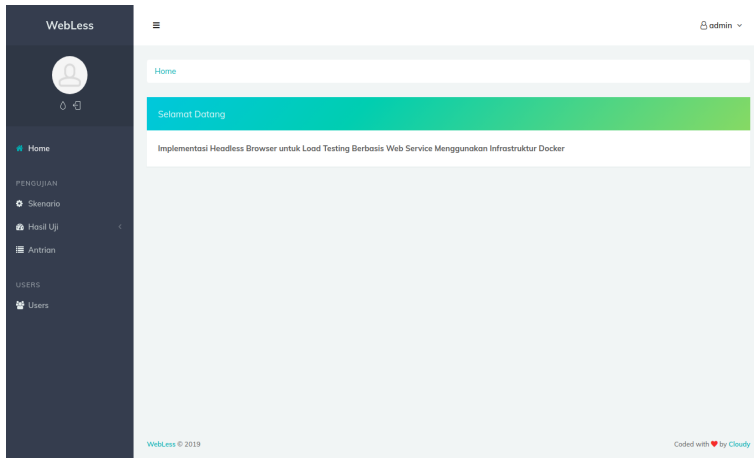 WebLess
admin
Home
Selamat Datang
Implementasi Headless Browser untuk Load Testing Berbasis Web Service Menggunakan Infrastruktur Docker
Home
PENGUJIAN
Skenario
Hasil Uji
Antrian
USERS
Users
WebLess © 2019
Coded with ❤ by Cloudy